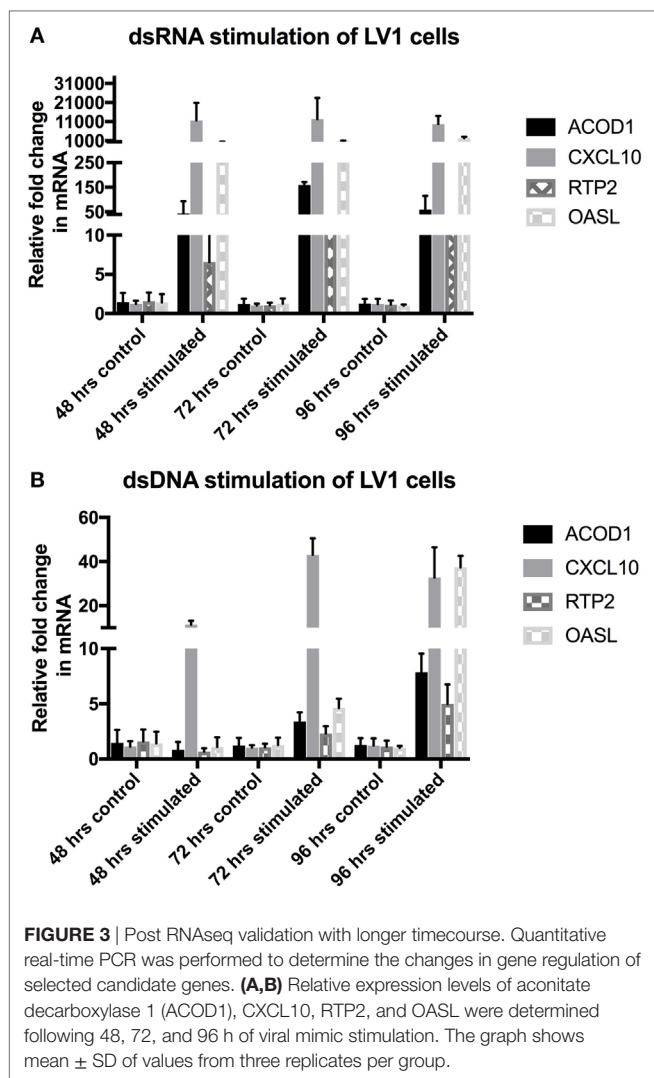 A
dsRNA stimulation of LV1 cells
Relative fold change
in mRNA
31000
21000
11000
1000
250
150
50
10
5
0
48 hrs control
48 hrs stimulated
72 hrs control
72 hrs stimulated
96 hrs control
96 hrs stimulated
ACOD1
CXCL10
RTP2
OASL
B
dsDNA stimulation of LV1 cells
Relative fold change
in mRNA
60
40
20
10
5
0
48 hrs control
48 hrs stimulated
72 hrs control
72 hrs stimulated
96 hrs control
96 hrs stimulated
ACOD1
CXCL10
RTP2
OASL
FIGURE 3 | Post RNAseq validation with longer timecourse. Quantitative
real-time PCR was performed to determine the changes in gene regulation of
selected candidate genes. (A,B) Relative expression levels of aconitate
decarboxylase 1 (ACOD1), CXCL10, RTP2, and OASL were determined
following 48, 72, and 96 h of viral mimic stimulation. The graph shows
mean ± SD of values from three replicates per group.